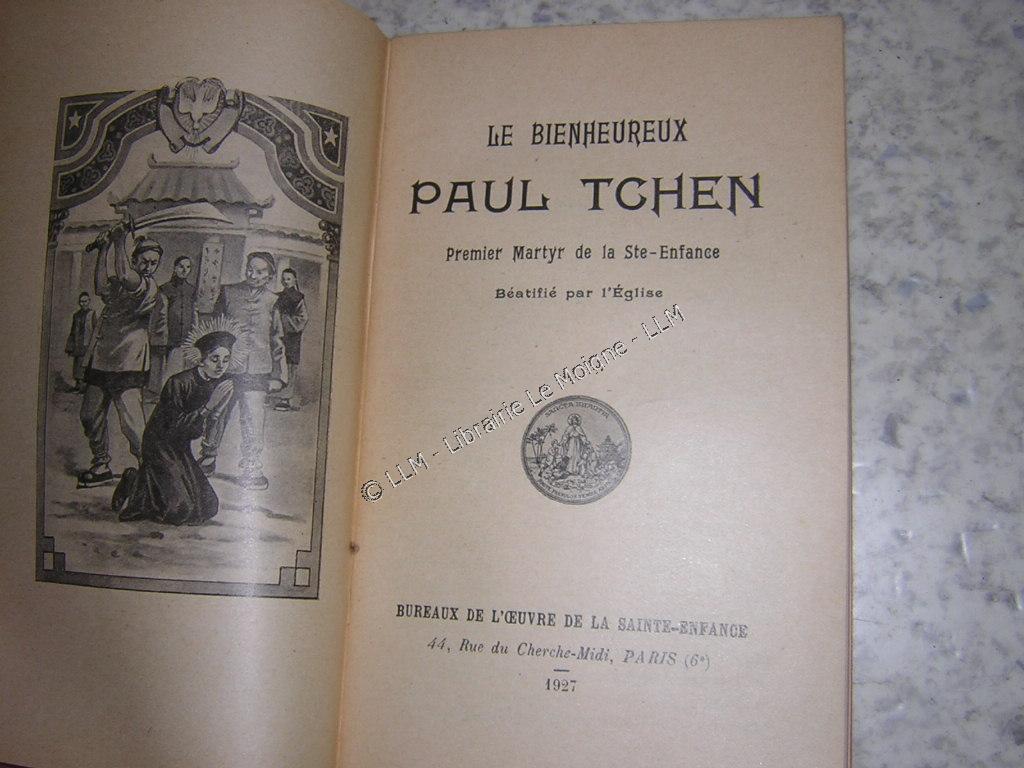 LE BIENHEUREUX
PAUL TCHEN
Premier Martyr de la Ste-Enfance
Béatifié par l'Église
© LLM - Librairie Le Moigne - LLM
BUREAUX DE L'ŒUVRE DE LA SAINTE-ENFANCE
44, Rue du Cherche-Midi, PARIS (6e)
1927